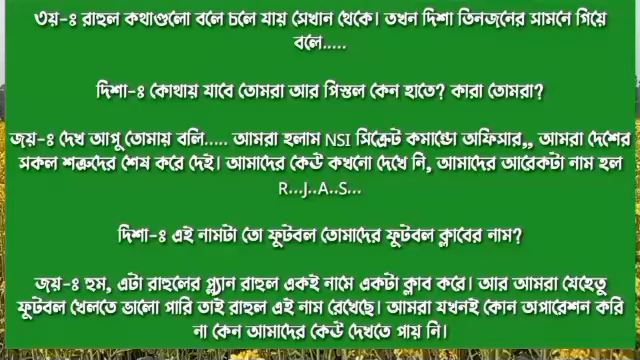 ৩য়-ঃ রাহুল কথাগুলো বলে চলে যায় সেখান থেকে। তখন দিশা তিনজনের সামনে গিয়ে
বলে.....
দিশা-ঃ কোথায় যাবে তোমরা আর পিস্তল কেন হাতে? কারা তোমরা?
জয়-ঃ দেখ আপু তোমায় বলি..... আমরা হলাম NSI সিক্রেট কমান্ডো অফিসার,, আমরা দেশের
সকল শত্রুদের শেষ করে দেই। আমাদের কেউ কখনো দেখে নি, আমাদের আরেকটা নাম হল
R...J..A..S...
দিশা-ঃ এই নামটা তো ফুটবল তোমাদের ফুটবল ক্লাবের নাম?
জয়-ঃ হুম, এটা রাহুলের প্ল্যান রাহুল একই নামে একটা ক্লাব করে। আর আমরা যেহেতু
ফুটবল খেলতে ভালো পারি তাই রাহুল এই নাম রেখেছে। আমরা যখনই কোন অপারেশন করি
না কেন আমাদের কেউ দেখতে পায় নি।